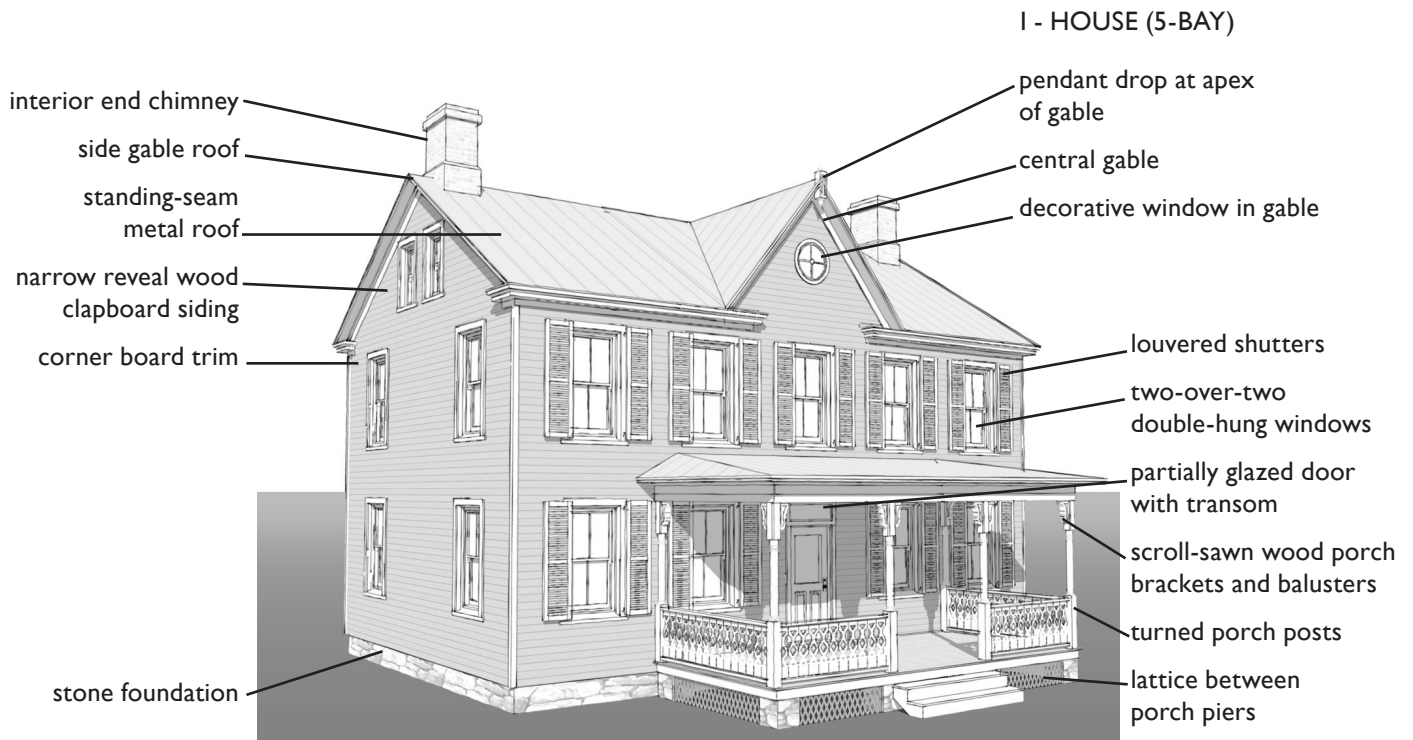 I - HOUSE (5-BAY)
interior end chimney
side gable roof
standing-seam
metal roof
narrow reveal wood
clapboard siding
corner board trim
stone foundation
pendant drop at apex
of gable
central gable
decorative window in gable
louvered shutters
two-over-two
double-hung windows
partially glazed door
with transom
scroll-sawn wood porch
brackets and balusters
turned porch posts
lattice between
porch piers